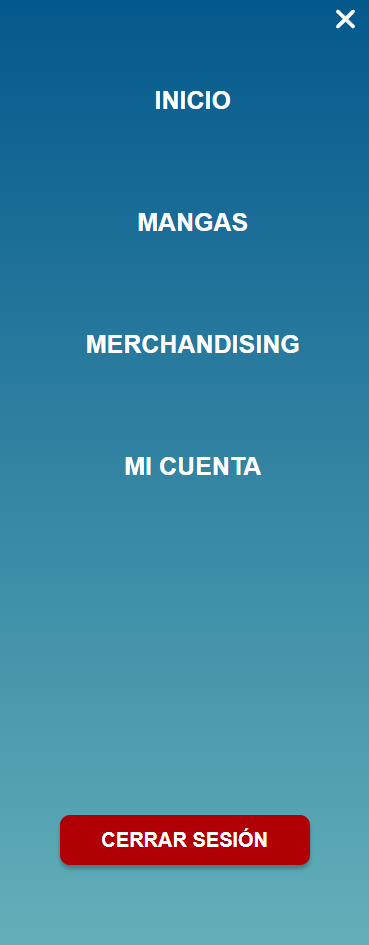 INICIO
MANGAS
MERCHANDISING
MI CUENTA
CERRAR SESIÓN